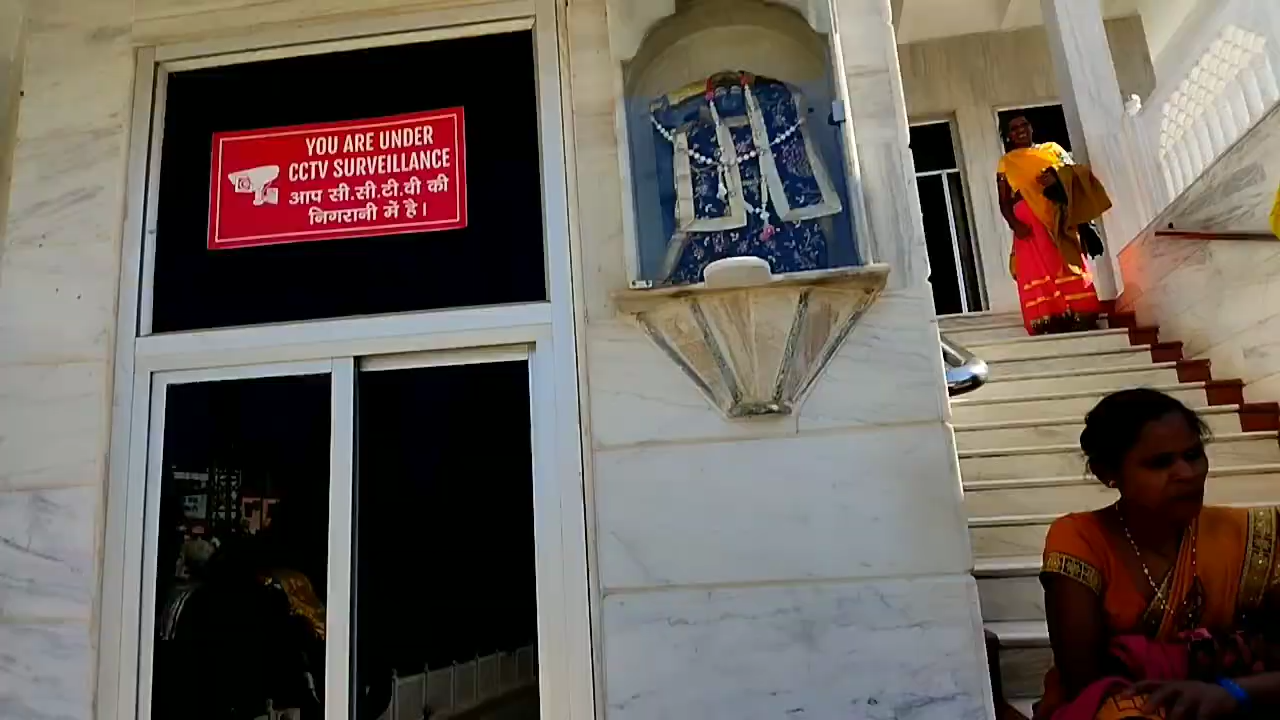 YOU ARE UNDER
CCTV SURVEILLANCE
आप सी.सी.टी.वी की
निगरानी में है।